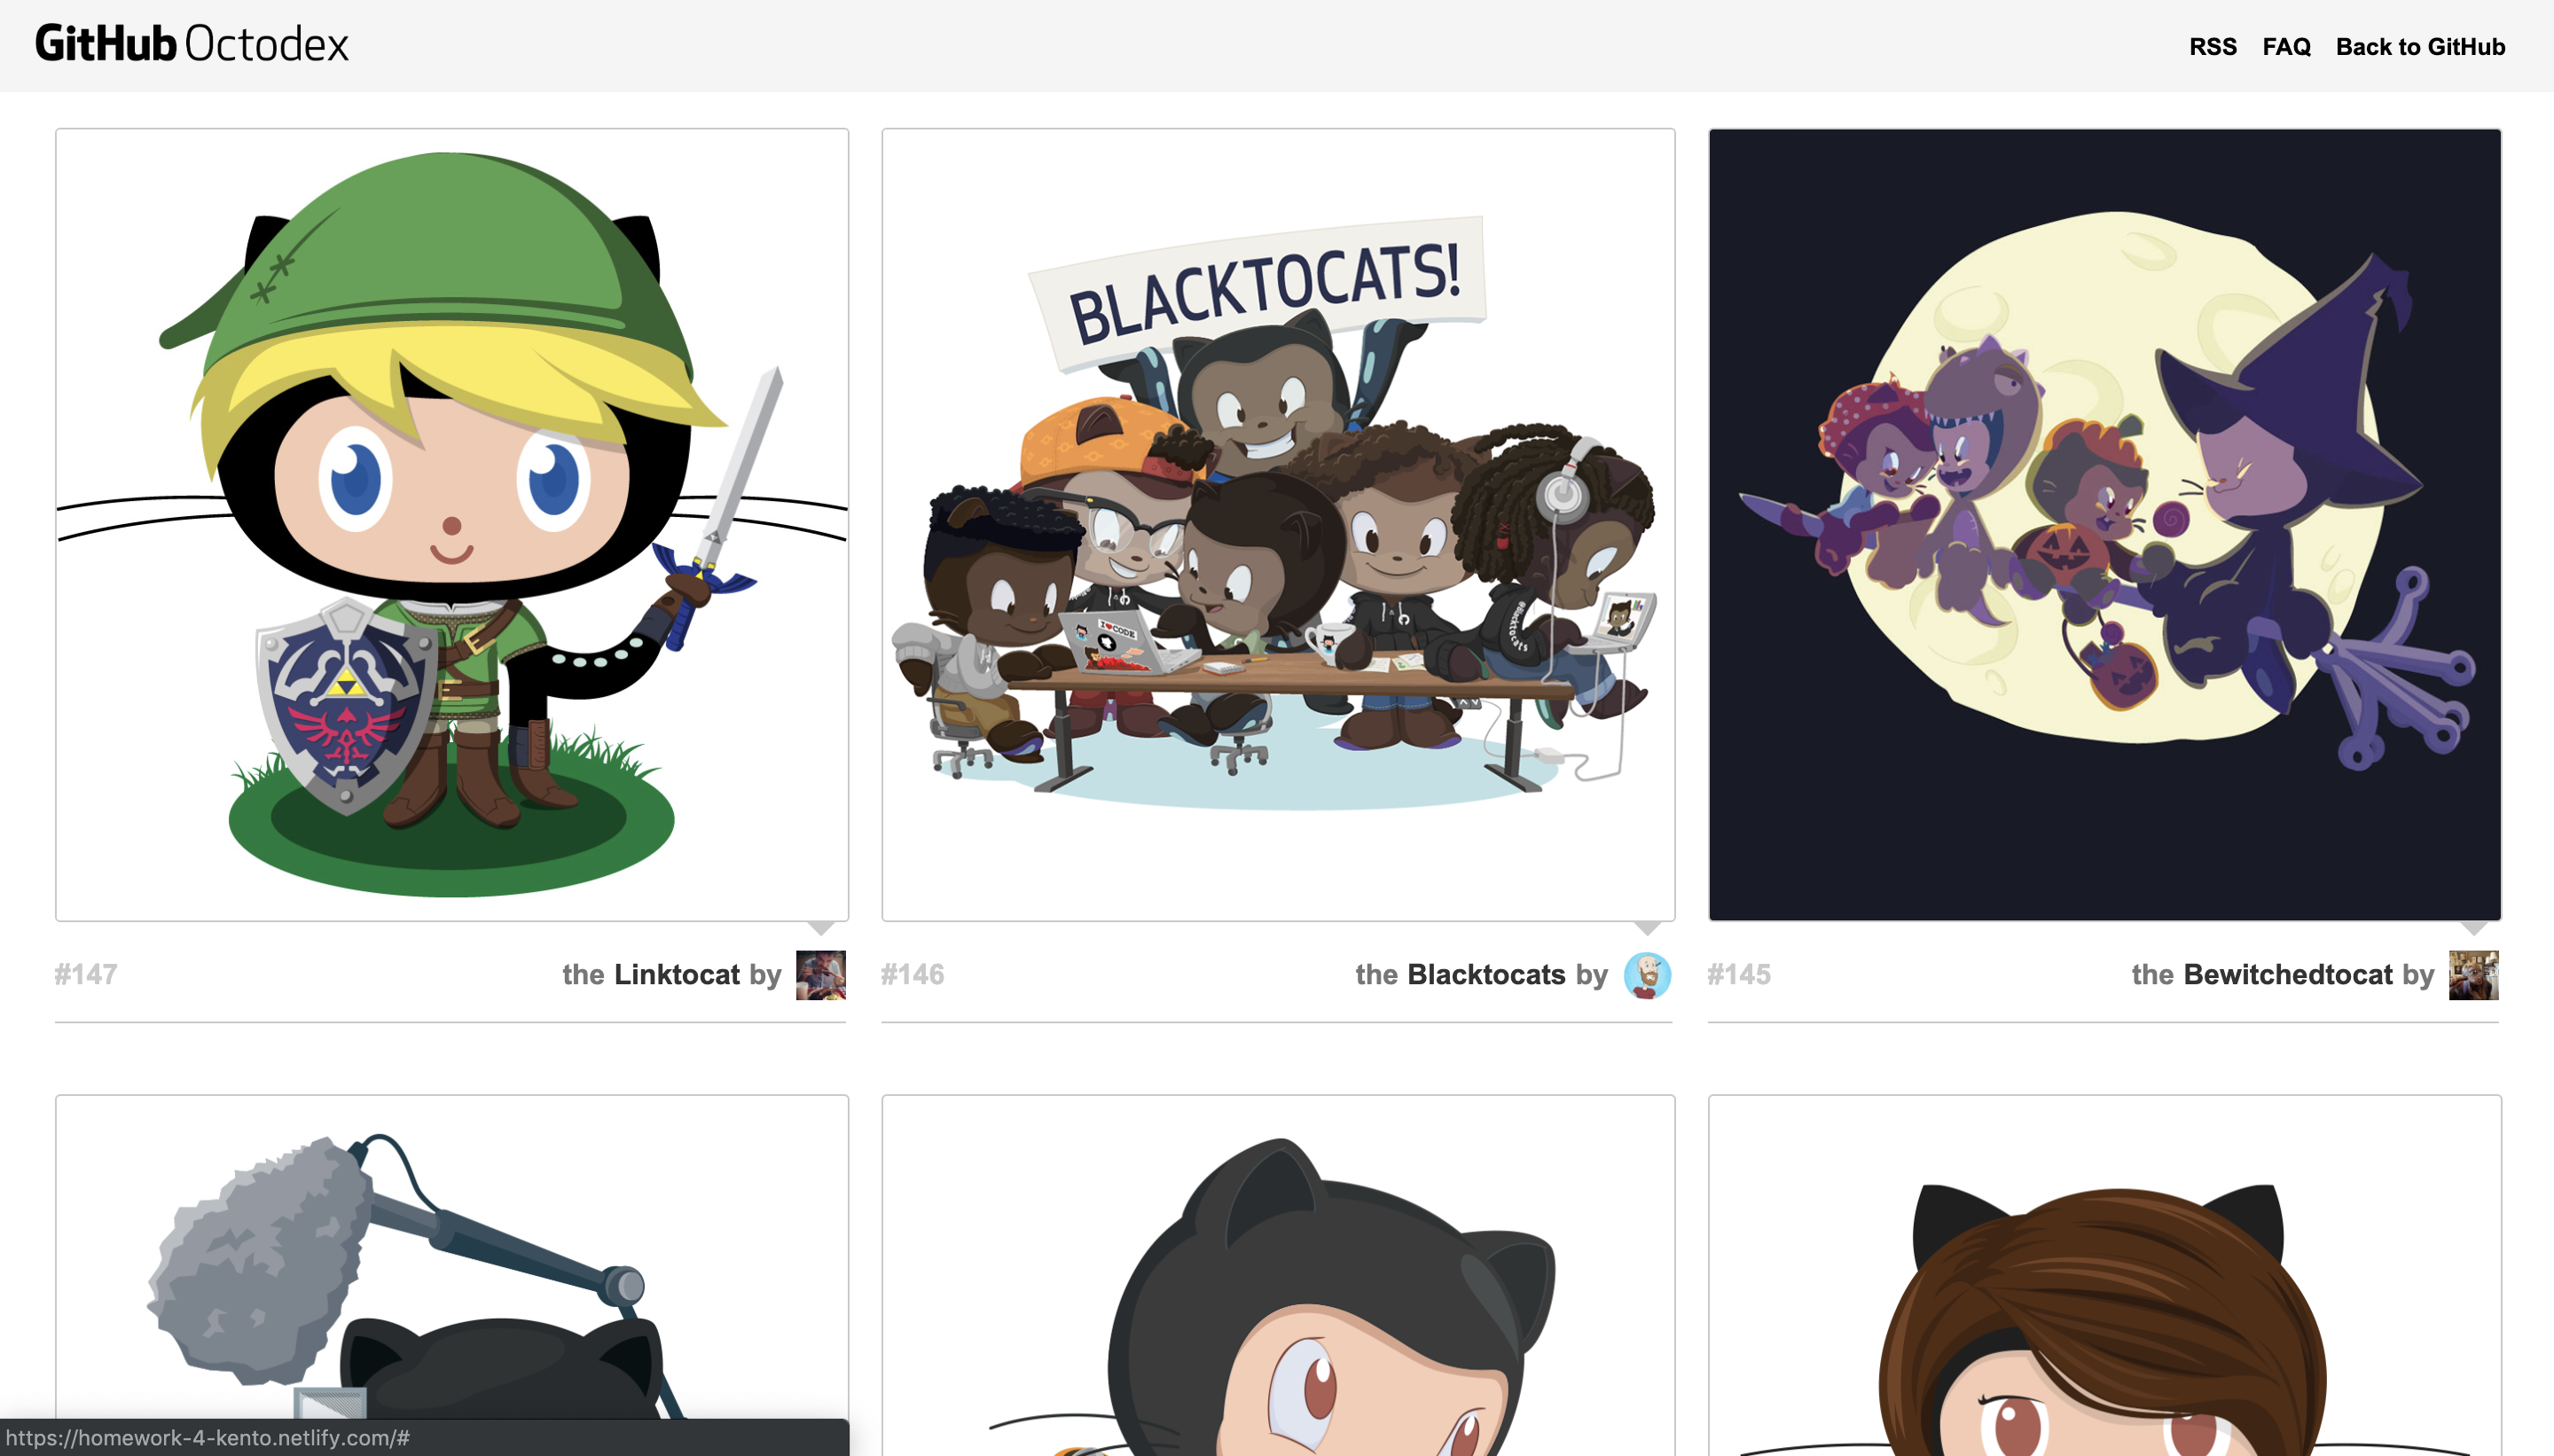 GitHub Octodex
RSS FAQ Back to GitHub
BLACKTOCATS!
I❤CODE
@Blacktocats
#147 the Linktocat by
#146 the Blacktocats by
#145 the Bewitchedtocat by
https://homework-4-kento.netlify.com/#